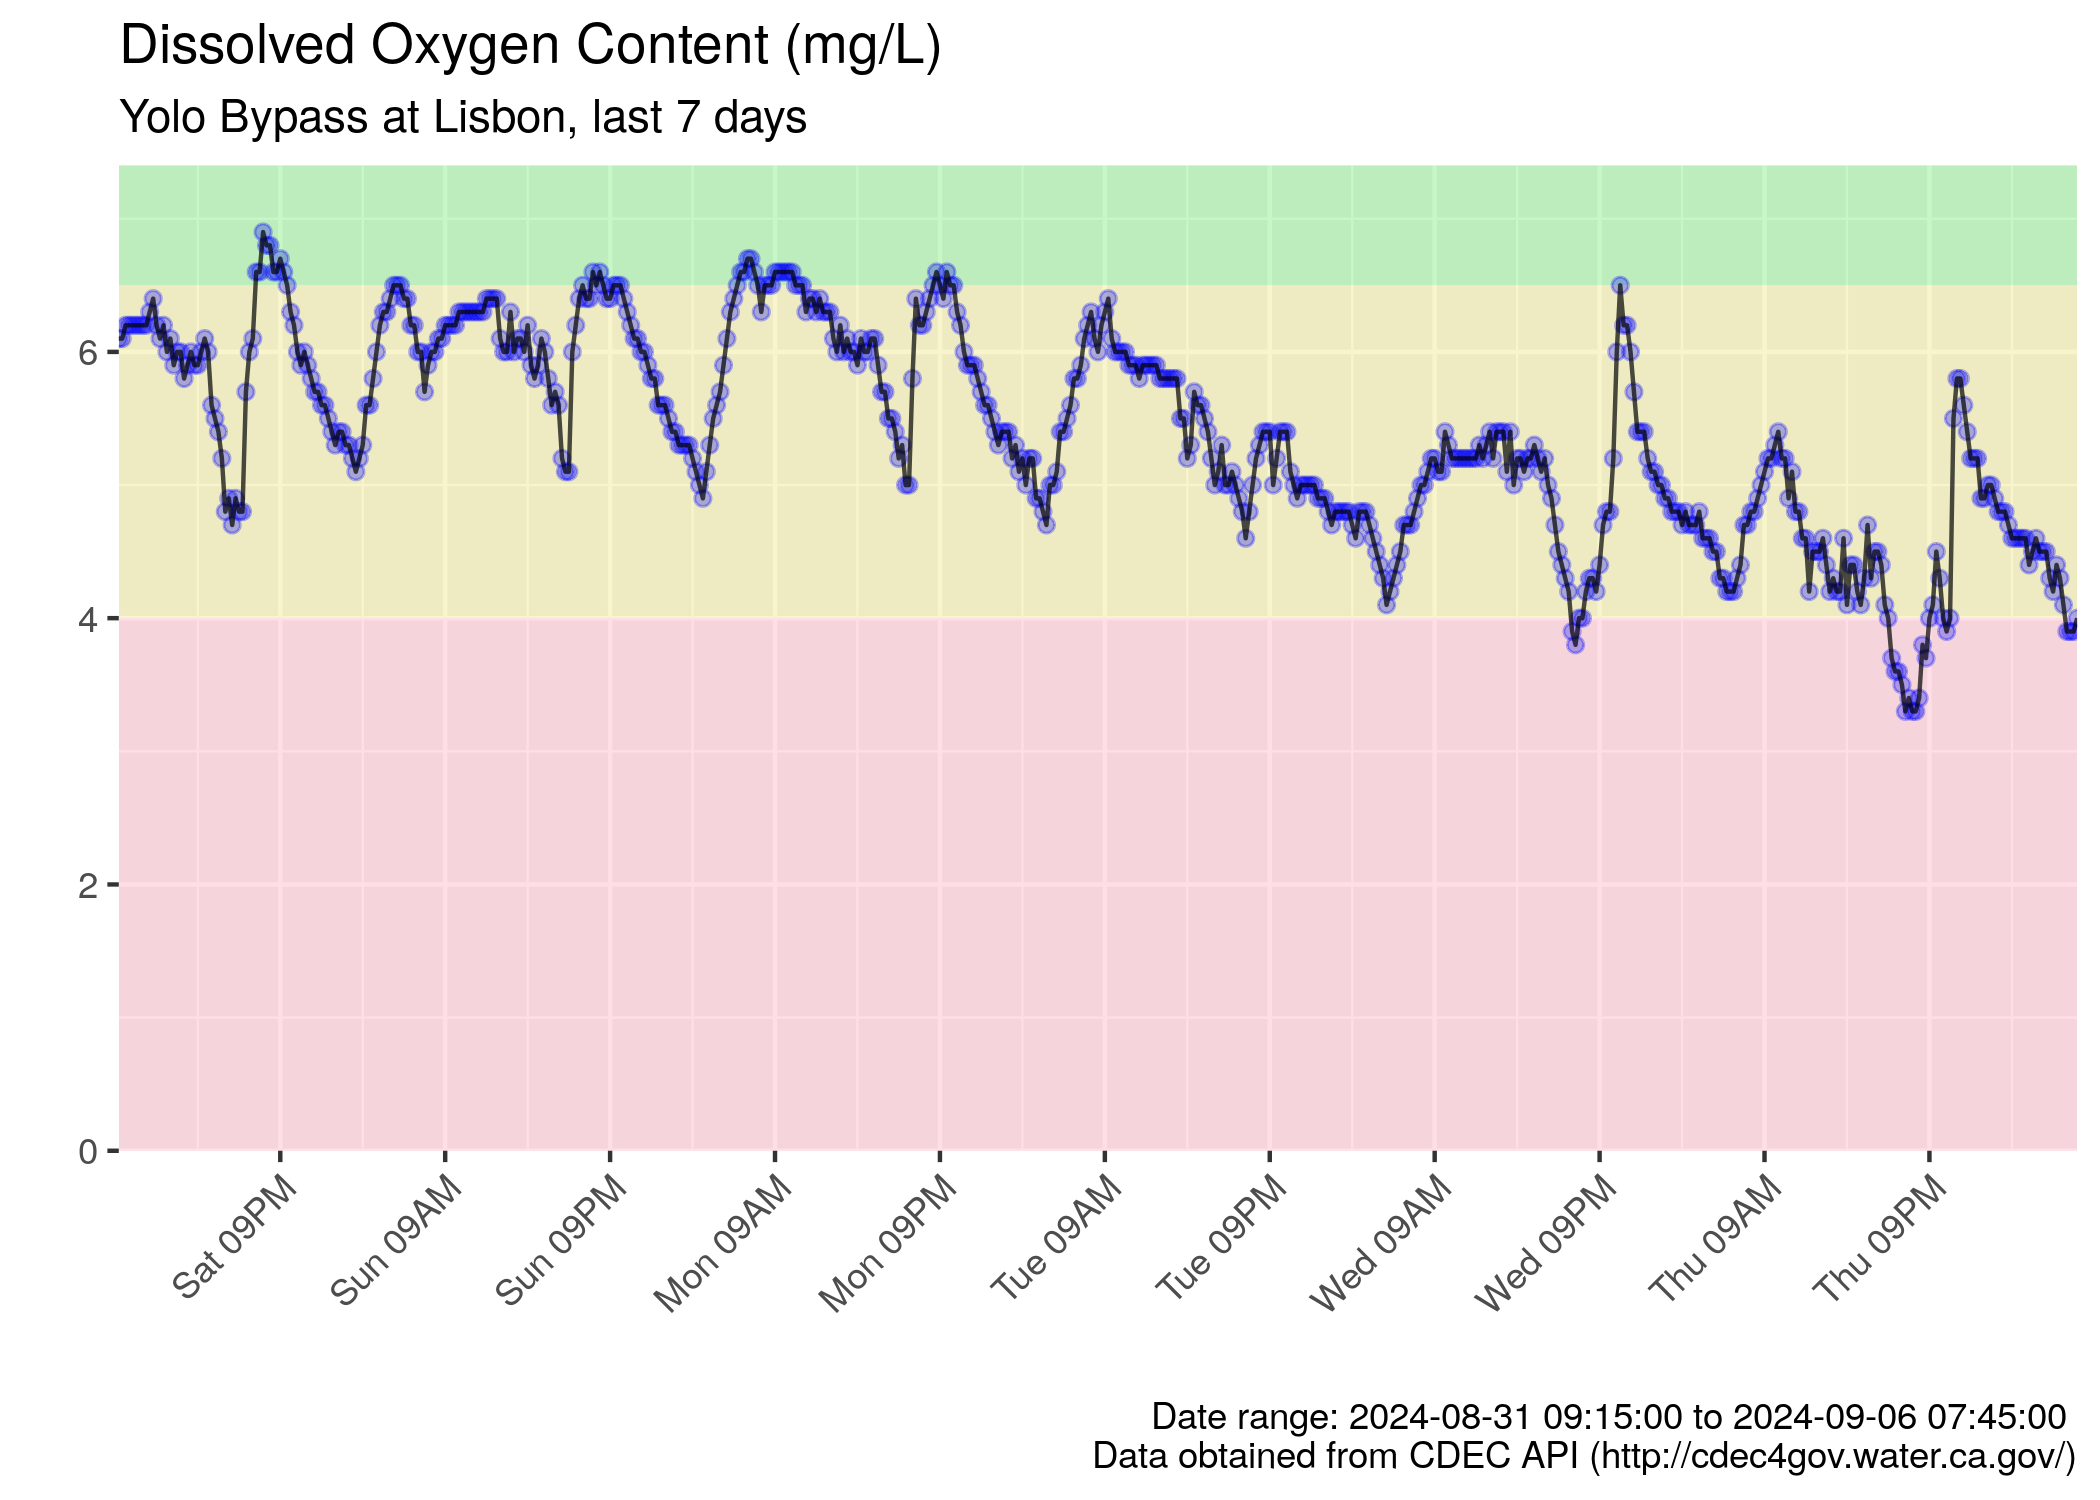 Dissolved Oxygen Content (mg/L)
Yolo Bypass at Lisbon, last 7 days
6
4
2
0
Sat 09PM
Sun 09AM
Sun 09PM
Mon 09AM
Mon 09PM
Tue 09AM
Tue 09PM
Wed 09AM
Wed 09PM
Thu 09AM
Thu 09PM
Date range: 2024-08-31 09:15:00 to 2024-09-06 07:45:00
Data obtained from CDEC API (http://cdec4gov.water.ca.gov/)